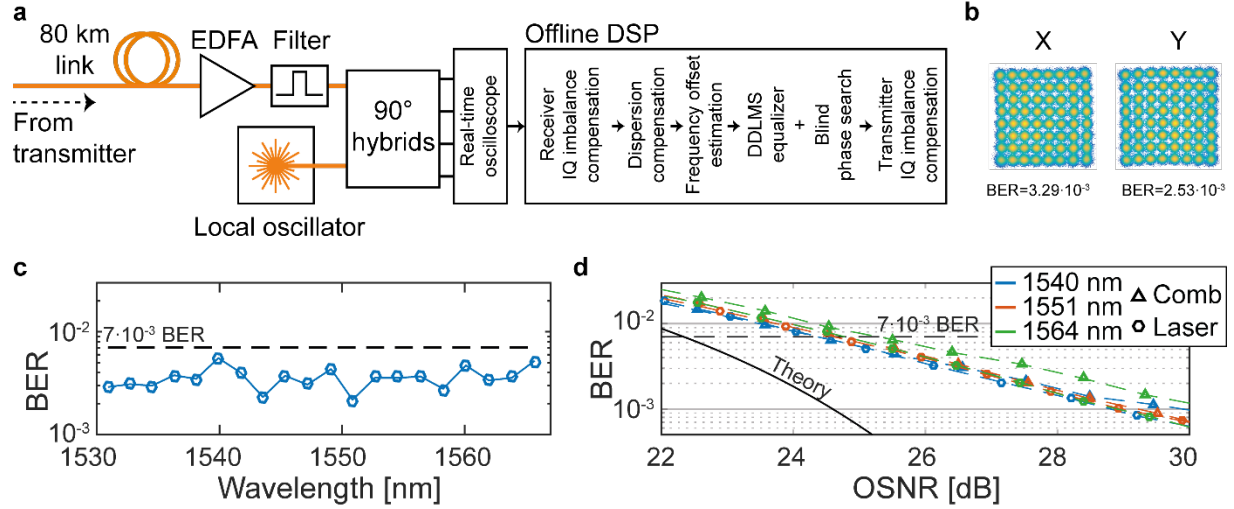 a
80 km
link
EDFA
Filter
From
transmitter
Local oscillator
90°
hybrids
Real-time
oscilloscope
Offline DSP
Receiver
IQ imbalance
compensation
Dispersion
compensation
Frequency offset
estimation
DDLMS
equalizer
+
Blind
phase search
Transmitter
IQ imbalance
compensation
b
X
Y
BER=3.29·10-3
BER=2.53·10-3
c
BER
10-2
10-3
7·10-3 BER
1530
1540
1550
1560
Wavelength [nm]
d
BER
10-2
10-3
7·10-3 BER
Theory
1540 nm
1551 nm
1564 nm
Comb
Laser
22
24
26
28
30
OSNR [dB]